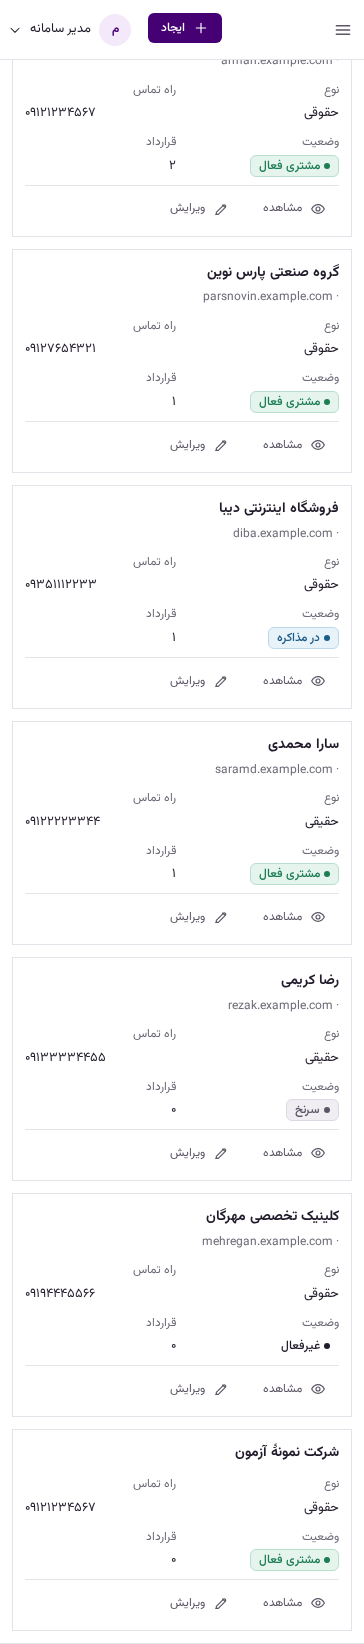 ایجاد
م
مدیر سامانه
نوع
راه تماس
حقوقی
۰۹۱۲۱۲۳۴۵۶۷
وضعیت
قرارداد
مشتری فعال
۲
مشاهده
ویرایش
گروه صنعتی پارس نوین
· parsnovin.example.com
نوع
راه تماس
حقوقی
۰۹۱۲۷۶۵۴۳۲۱
وضعیت
قرارداد
مشتری فعال
۱
مشاهده
ویرایش
فروشگاه اینترنتی دیبا
· diba.example.com
نوع
راه تماس
حقوقی
۰۹۳۵۱۱۱۲۲۳۳
وضعیت
قرارداد
در مذاکره
۱
مشاهده
ویرایش
سارا محمدی
· saramd.example.com
نوع
راه تماس
حقیقی
۰۹۱۲۲۲۲۳۳۴۴
وضعیت
قرارداد
مشتری فعال
۱
مشاهده
ویرایش
رضا کریمی
· rezak.example.com
نوع
راه تماس
حقیقی
۰۹۱۳۳۳۳۴۴۵۵
وضعیت
قرارداد
سرنخ
۰
مشاهده
ویرایش
کلینیک تخصصی مهرگان
· mehregan.example.com
نوع
راه تماس
حقوقی
۰۹۱۹۴۴۴۵۵۶۶
وضعیت
قرارداد
غیرفعال
۰
مشاهده
ویرایش
شرکت نمونهٔ آزمون
نوع
راه تماس
حقوقی
۰۹۱۲۱۲۳۴۵۶۷
وضعیت
قرارداد
مشتری فعال
۰
مشاهده
ویرایش